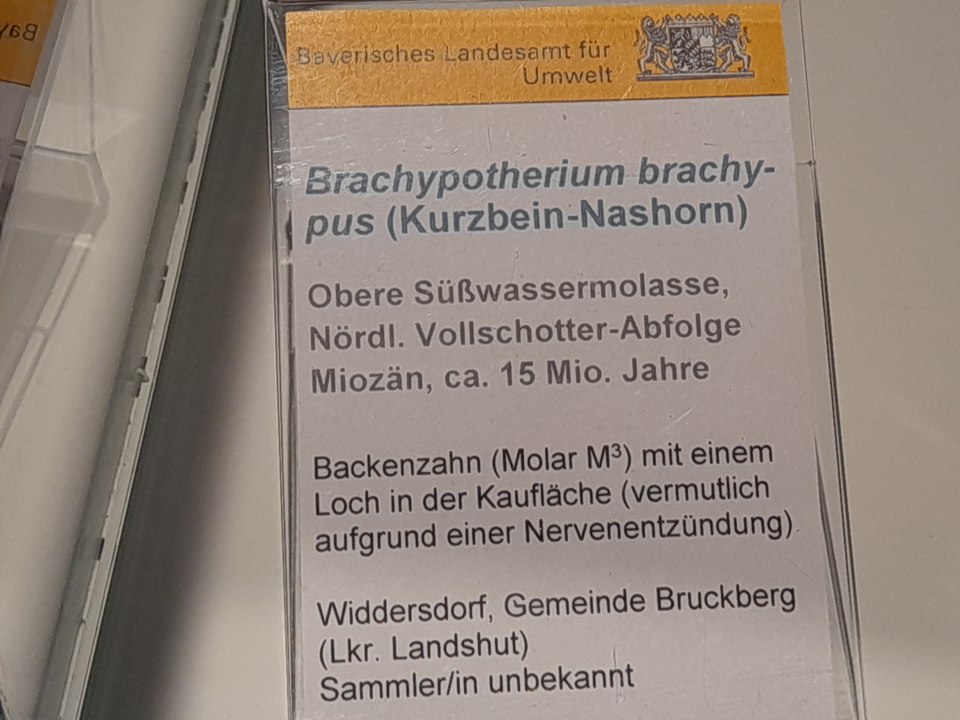 Bay
Bayerisches Landesamt für
Umwelt
Brachypotherium brachy-
pus (Kurzbein-Nashorn)
Obere Süßwassermolasse,
Nördl. Vollschotter-Abfolge
Miozän, ca. 15 Mio. Jahre
Backenzahn (Molar M³) mit einem
Loch in der Kaufläche (vermutlich
aufgrund einer Nervenentzündung)
Widdersdorf, Gemeinde Bruckberg
(Lkr. Landshut)
Sammler/in unbekannt